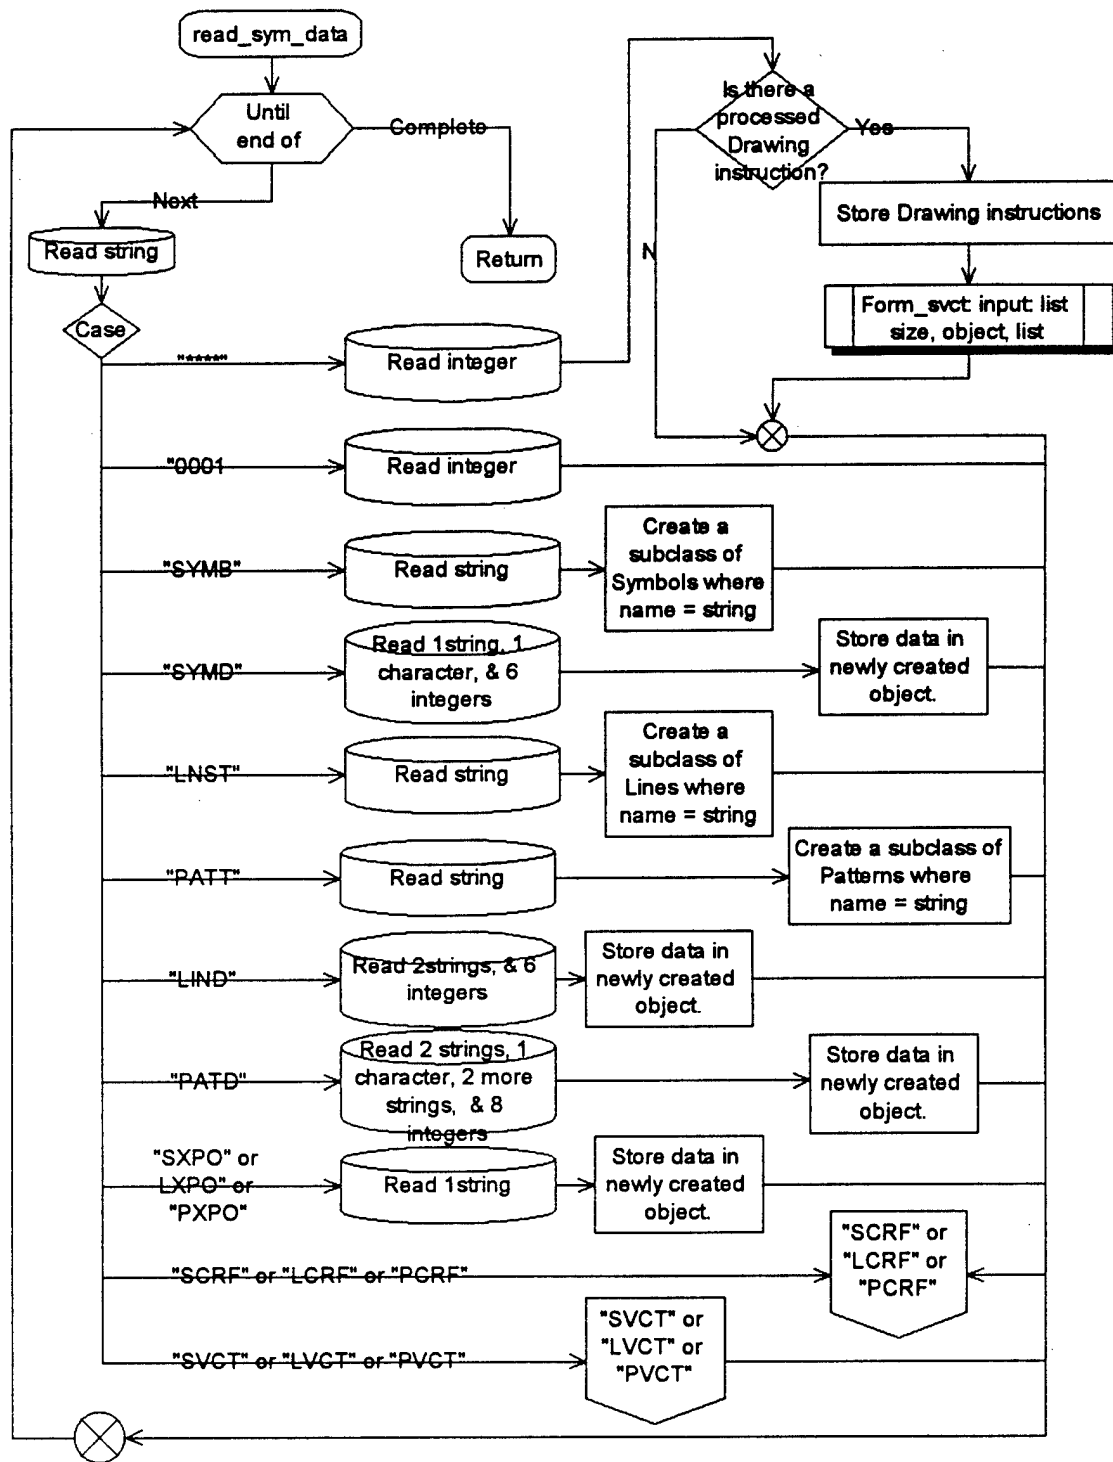 read_sym_data
Until
end of
Complete
Next
Read string
Return
Case
Is there a
processed
Drawing
instruction?
Yes
N
Store Drawing instructions
Form_svct: input: list
size, object, list
"****"
Read integer
"0001
Read integer
"SYMB"
Read string
Create a
subclass of
Symbols where
name = string
"SYMD"
Read 1string, 1
character, & 6
integers
Store data in
newly created
object.
"LNST"
Read string
Create a
subclass of
Lines where
name = string
"PATT"
Read string
Create a subclass of
Patterns where
name = string
"LIND"
Read 2strings, & 6
integers
Store data in
newly created
object.
"PATD"
Read 2 strings, 1
character, 2 more
strings, & 8
integers
Store data in
newly created
object.
"SXPO" or
LXPO" or
"PXPO"
Read 1string
Store data in
newly created
object.
"SCRF" or "LCRF" or "PCRF"
"SCRF" or
"LCRF" or
"PCRF"
"SVCT" or "LVCT" or "PVCT"
"SVCT" or
"LVCT" or
"PVCT"